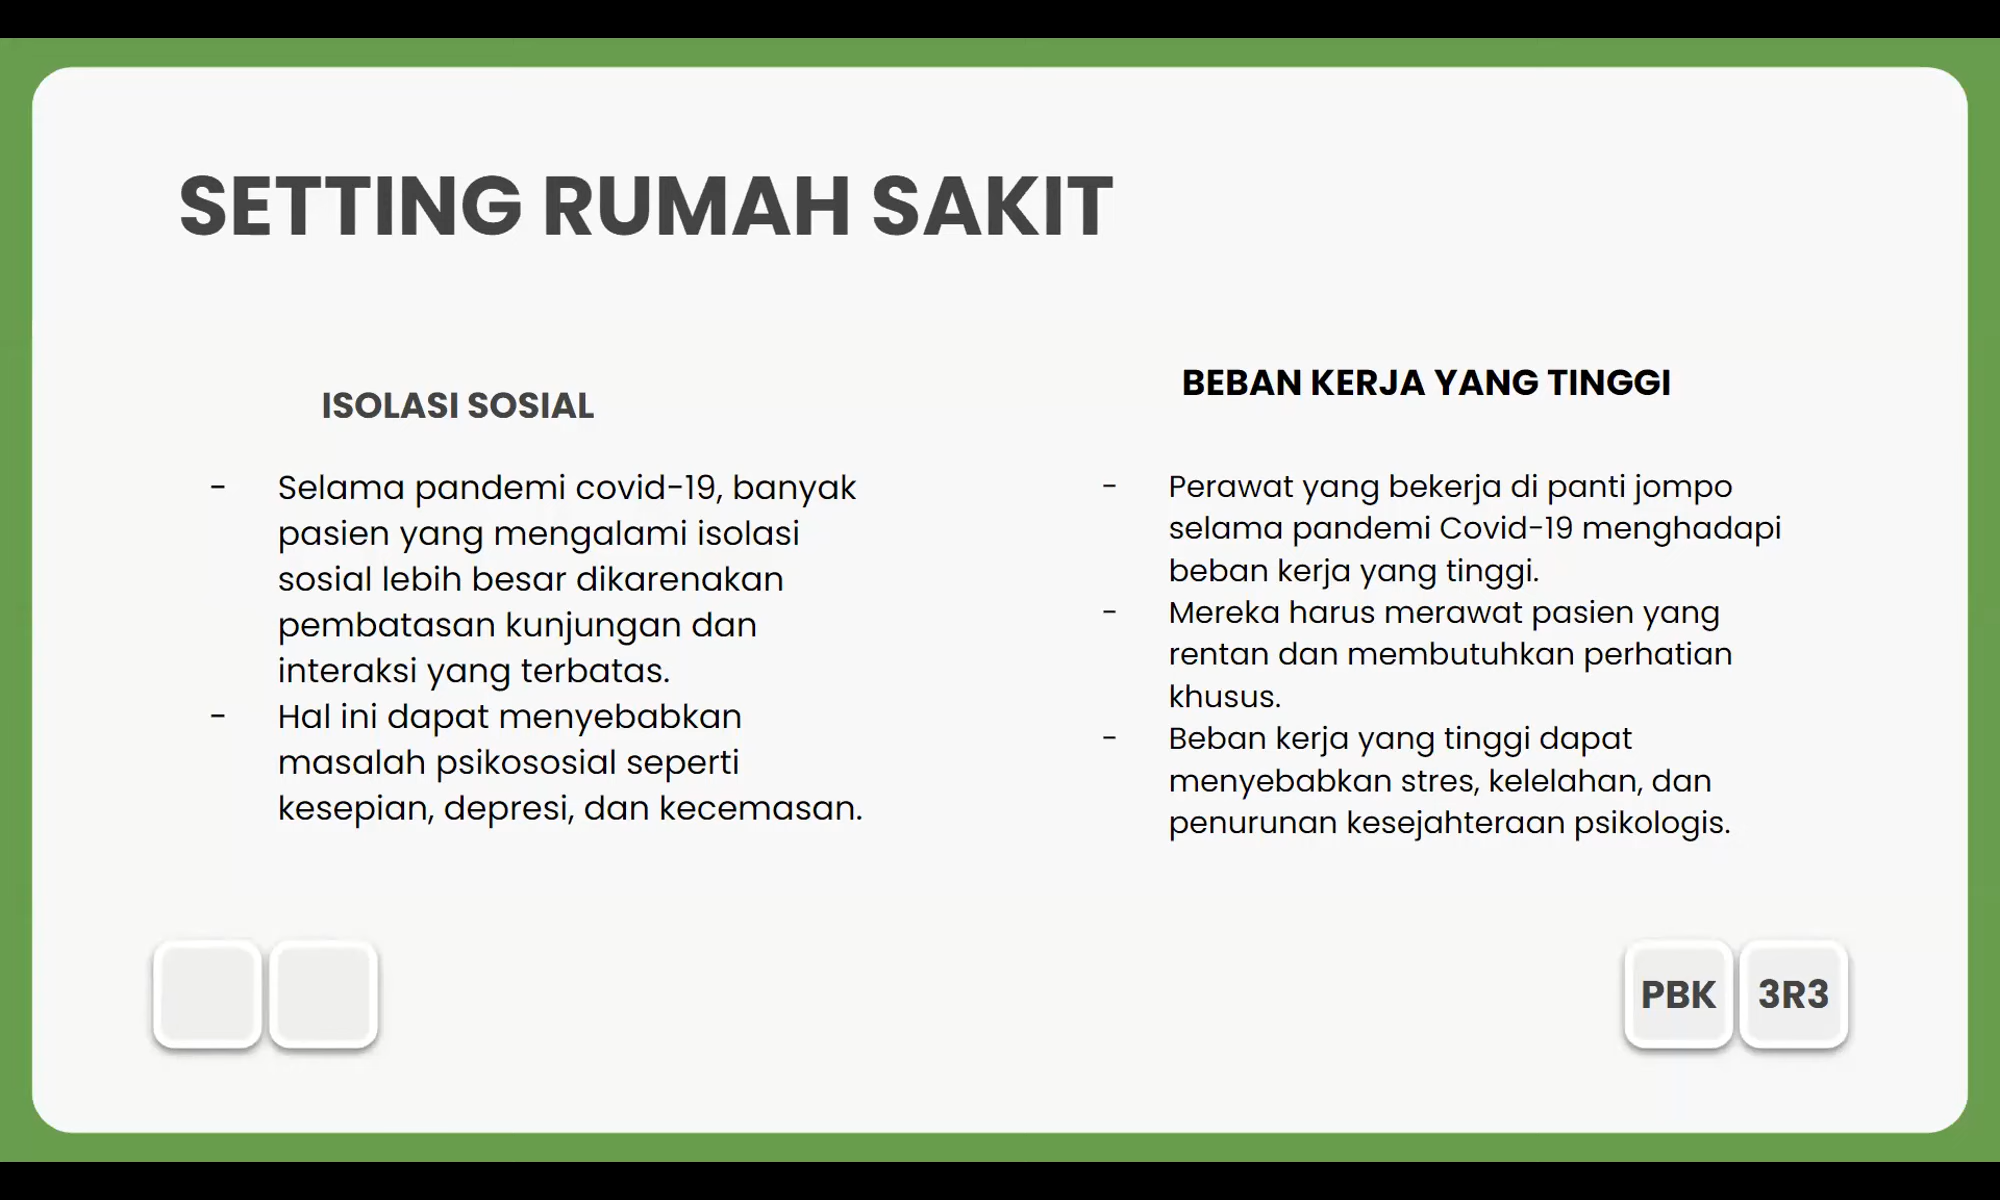 SETTING RUMAH SAKIT
ISOLASI SOSIAL
- Selama pandemi covid-19, banyak
pasien yang mengalami isolasi
sosial lebih besar dikarenakan
pembatasan kunjungan dan
interaksi yang terbatas.
- Hal ini dapat menyebabkan
masalah psikososial seperti
kesepian, depresi, dan kecemasan.
BEBAN KERJA YANG TINGGI
- Perawat yang bekerja di panti jompo
selama pandemi Covid-19 menghadapi
beban kerja yang tinggi.
- Mereka harus merawat pasien yang
rentan dan membutuhkan perhatian
khusus.
- Beban kerja yang tinggi dapat
menyebabkan stres, kelelahan, dan
penurunan kesejahteraan psikologis.
PBK 3R3